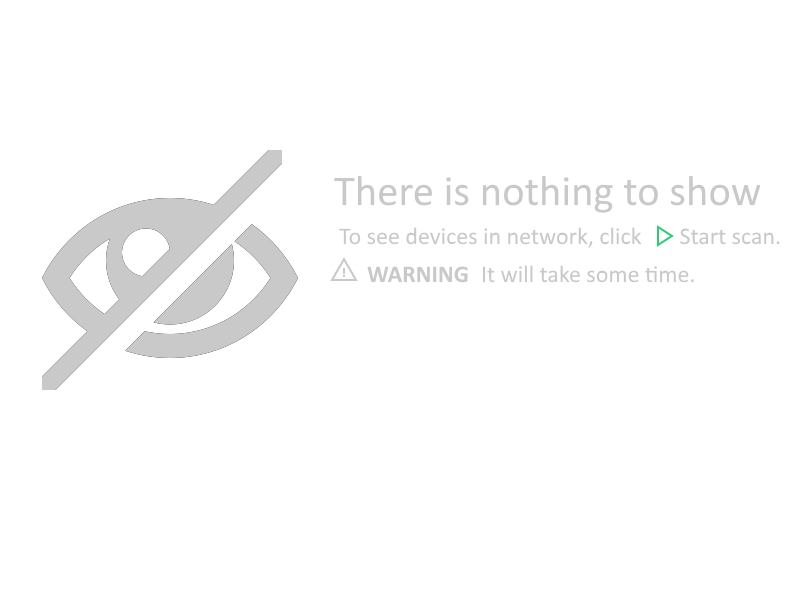 There is nothing to show
To see devices in network, click Start scan.
WARNING It will take some time.